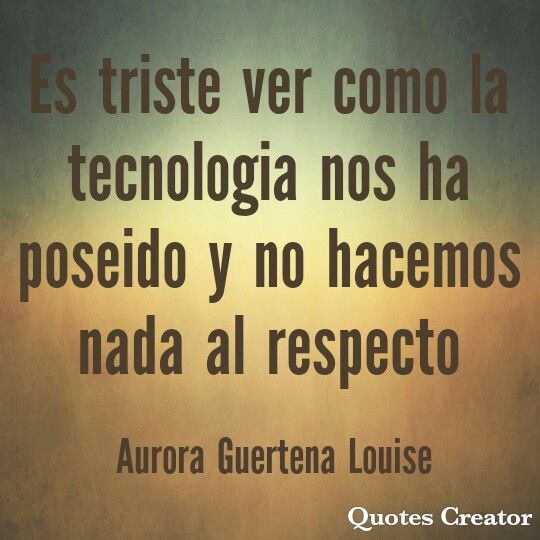 Es triste ver como la
tecnologia nos ha
poseido y no hacemos
nada al respecto
Aurora Guertena Louise
Quotes Creator